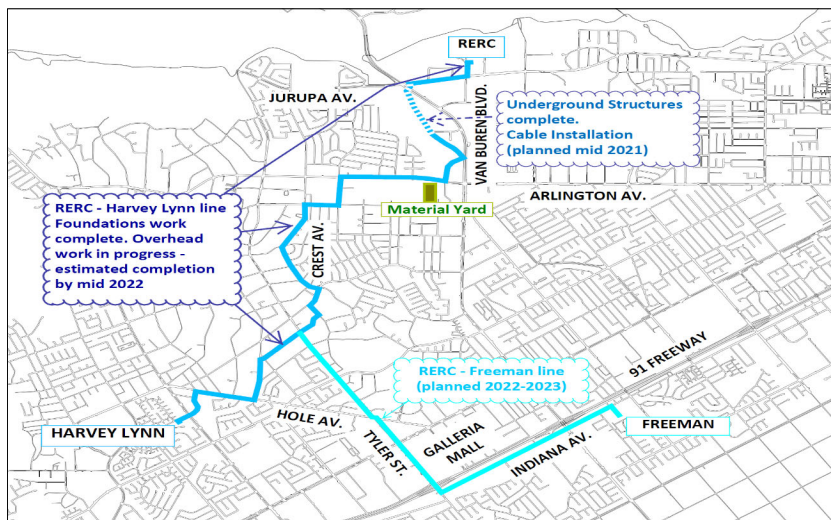 RERC
JURUPA AV.
VAN BUREN BLVD.
Underground Structures
complete.
Cable Installation
(planned mid 2021)
ARLINGTON AV.
Material Yard
RERC - Harvey Lynn line
Foundations work
complete. Overhead
work in progress -
estimated completion
by mid 2022
CREST AV.
91 FREEWAY
RERC - Freeman line
(planned 2022-2023)
HOLE AV.
HARVEY LYNN
TYLER ST.
GALLERIA
MALL
INDIANA AV.
FREEMAN